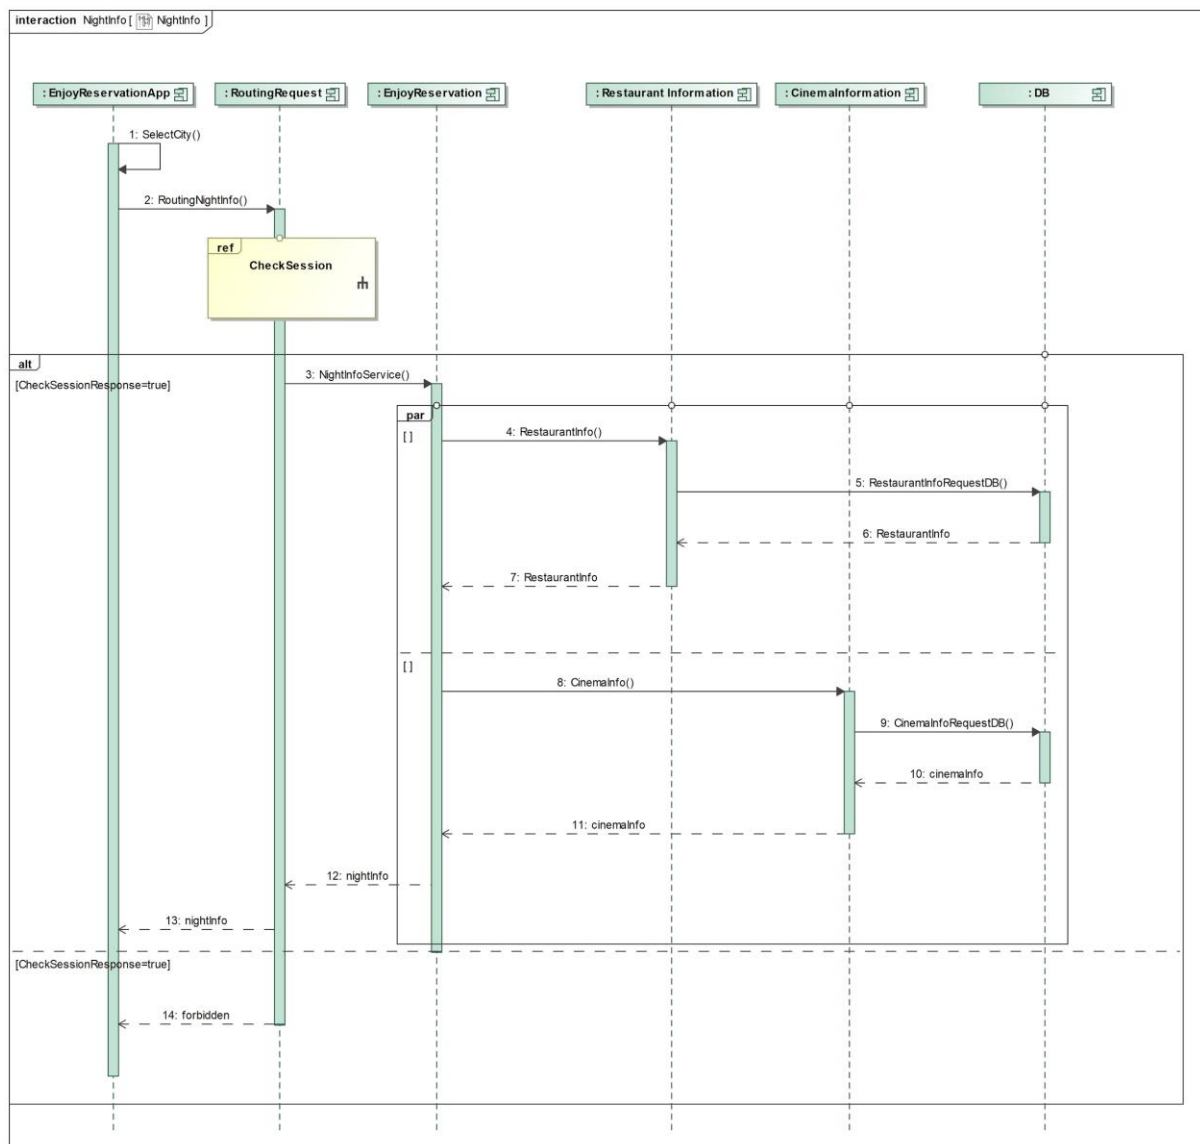 interaction NightInfo [ NightInfo ]
: EnjoyReservationApp
: RoutingRequest
: EnjoyReservation
: Restaurant Information
: CinemaInformation
: DB
1: SelectCity()
2: RoutingNightInfo()
ref
CheckSession
alt
[CheckSessionResponse=true]
3: NightInfoService()
par
[ ]
4: RestaurantInfo()
5: RestaurantInfoRequestDB()
6: RestaurantInfo
7: RestaurantInfo
[ ]
8: CinemaInfo()
9: CinemaInfoRequestDB()
10: cinemaInfo
11: cinemaInfo
12: nightInfo
13: nightInfo
[CheckSessionResponse=true]
14: forbidden